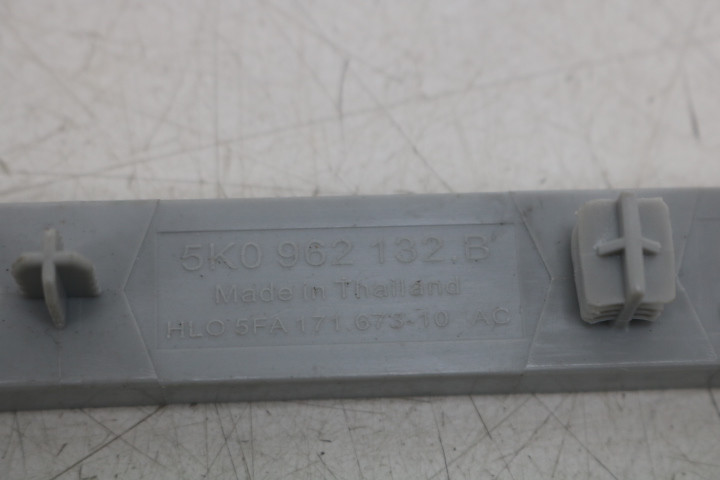 5K0 962 132.B
Made in Thailand
HLO 5FA 171 673-10 AC